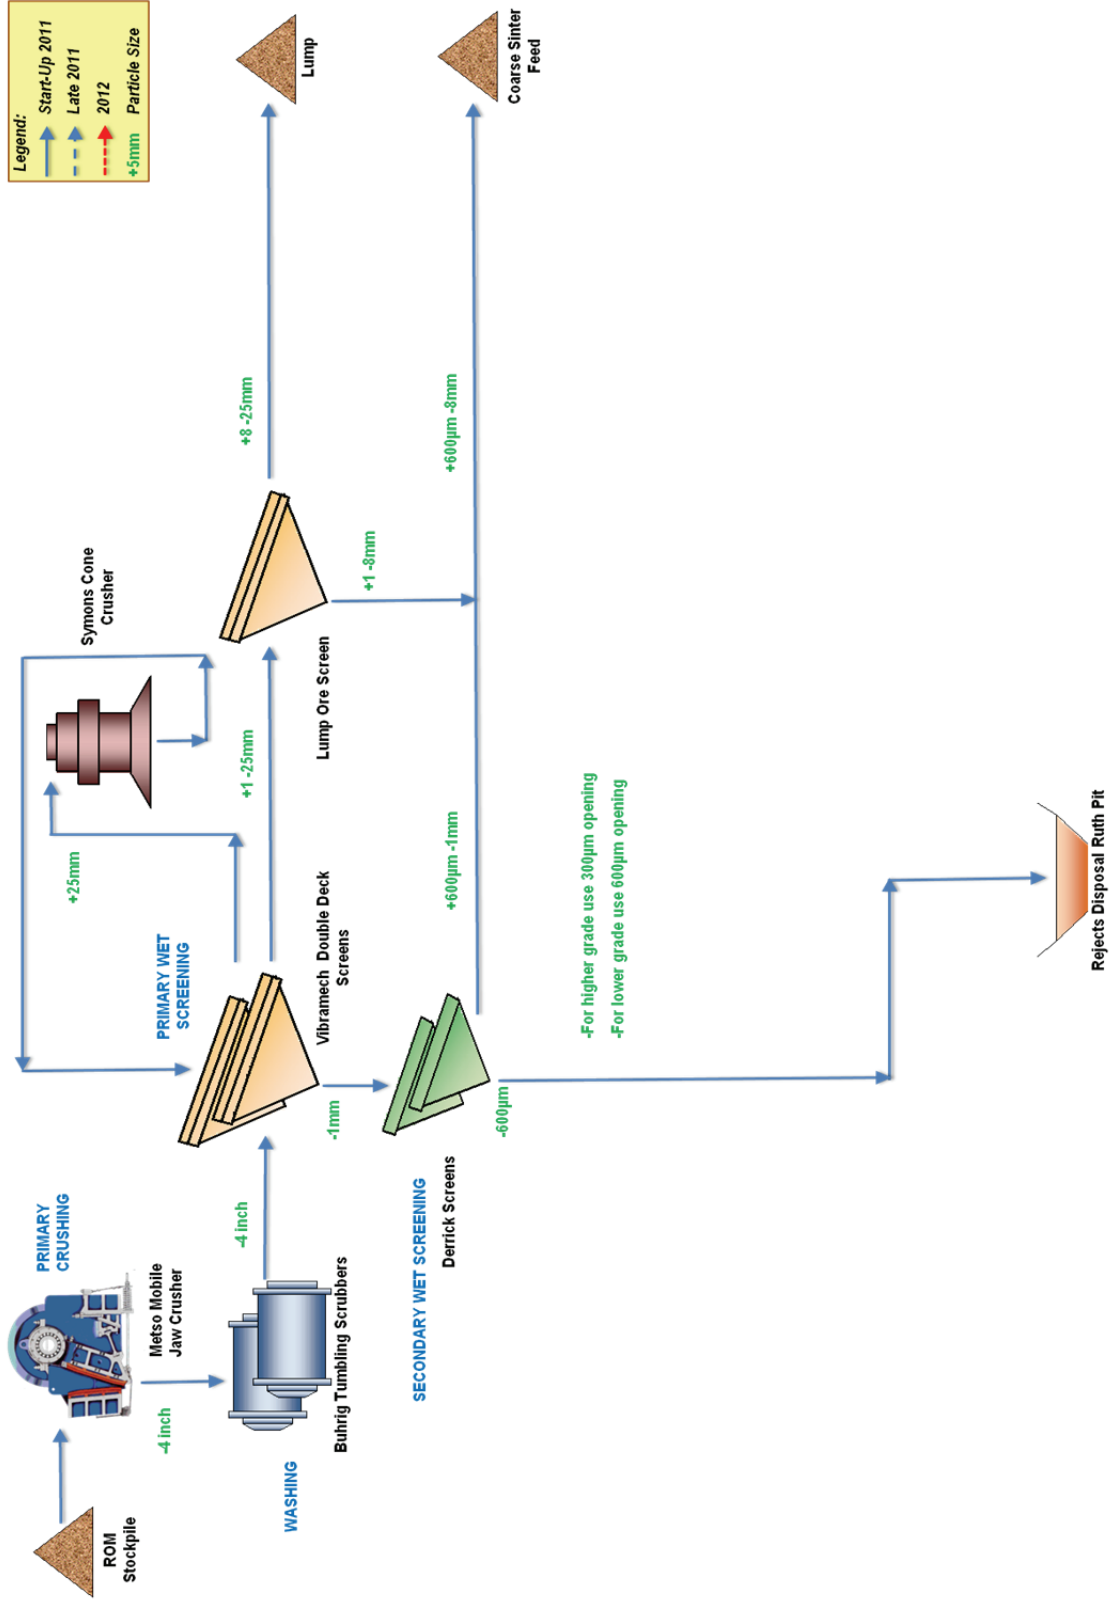 Legend:
Start-Up 2011
Late 2011
2012
+5mm Particle Size
ROM
Stockpile
PRIMARY
CRUSHING
Metso Mobile
Jaw Crusher
-4 inch
WASHING
Buhrig Tumbling Scrubbers
-4 inch
PRIMARY WET
SCREENING
Vibramech Double Deck
Screens
+25mm
Symons Cone
Crusher
+1 -25mm
Lump Ore Screen
+8 -25mm
Lump
+1 -8mm
-1mm
SECONDARY WET SCREENING
Derrick Screens
+600µm -1mm
+600µm -8mm
Coarse Sinter
Feed
-600µm
-For higher grade use 300µm opening
-For lower grade use 600µm opening
Rejects Disposal Ruth Pit